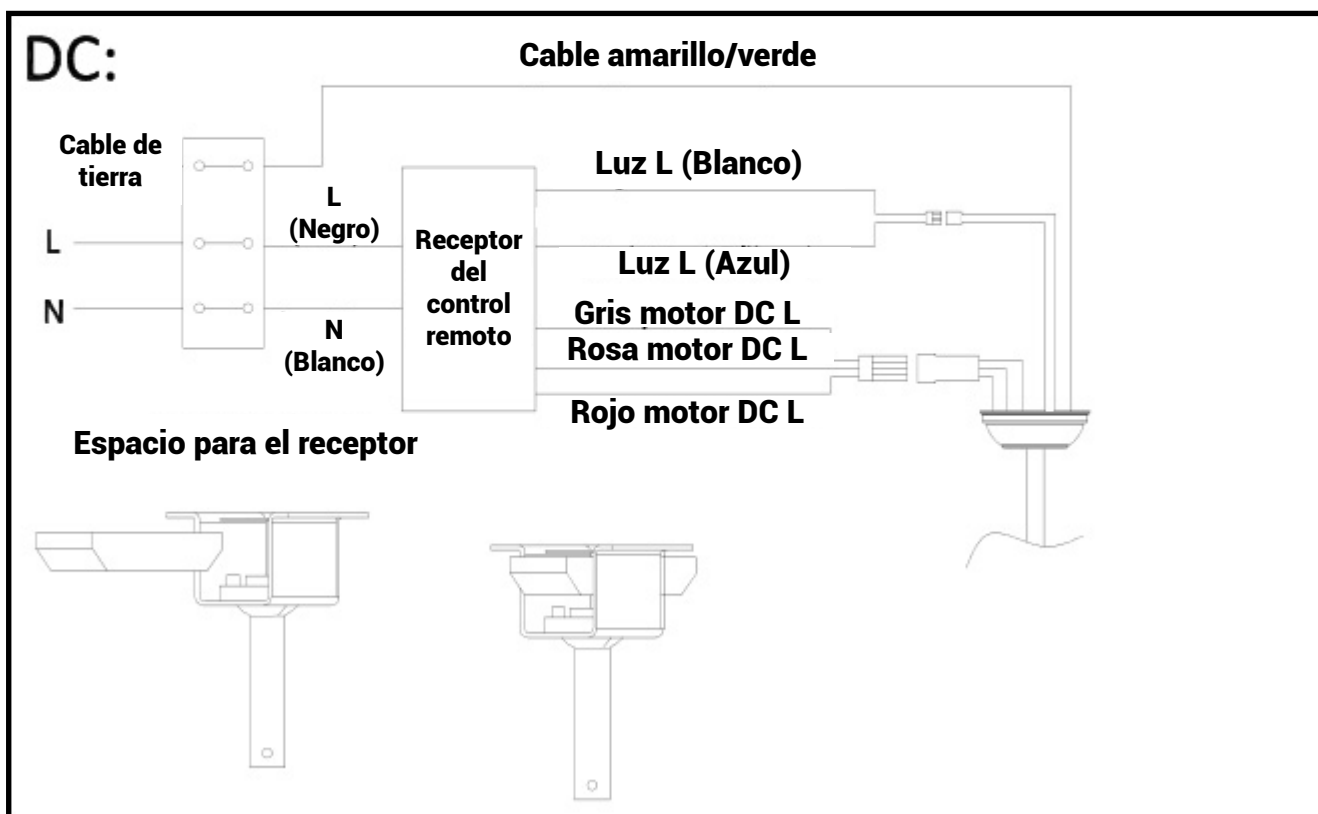 DC:
Cable amarillo/verde
Cable de
tierra
L
N
L
(Negro)
N
(Blanco)
Receptor
del
control
remoto
Luz L (Blanco)
Luz L (Azul)
Gris motor DC L
Rosa motor DC L
Rojo motor DC L
Espacio para el receptor